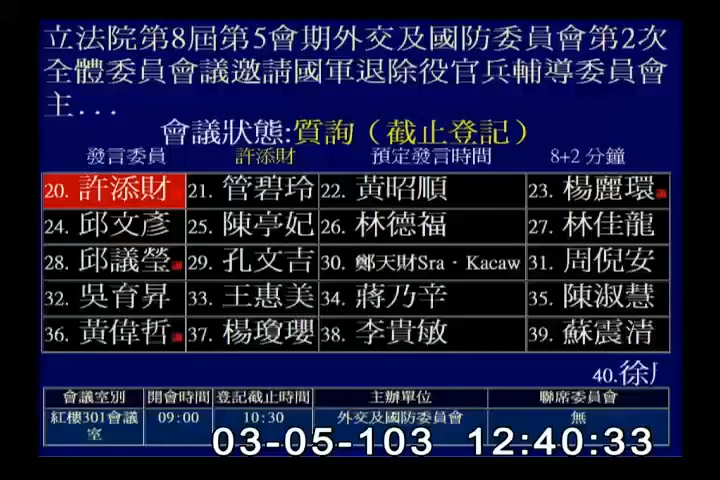 立法院第8屆第5會期外交及國防委員會第2次
全體委員會議邀請國軍退除役官兵輔導委員會
主...
會議狀態:質詢（截止登記）
發言委員 許添財 預定發言時間 8+2 分鐘
20. 許添財 21. 管碧玲 22. 黃昭順 23. 楊麗環
24. 邱文彥 25. 陳亭妃 26. 林德福 27. 林佳龍
28. 邱議瑩 29. 孔文吉 30. 鄭天財Sra．Kacaw 31. 周倪安
32. 吳育昇 33. 王惠美 34. 蔣乃辛 35. 陳淑慧
36. 黃偉哲 37. 楊瓊瓔 38. 李貴敏 39. 蘇震清
40.徐
會議室別 開會時間 登記截止時間 主辦單位 聯席委員會
紅樓301會議室 09:00 10:30 外交及國防委員會 無
03-05-103 12:40:33